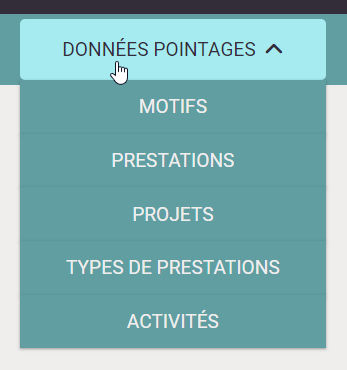 DONNÉES POINTAGES
MOTIFS
PRESTATIONS
PROJETS
TYPES DE PRESTATIONS
ACTIVITÉS